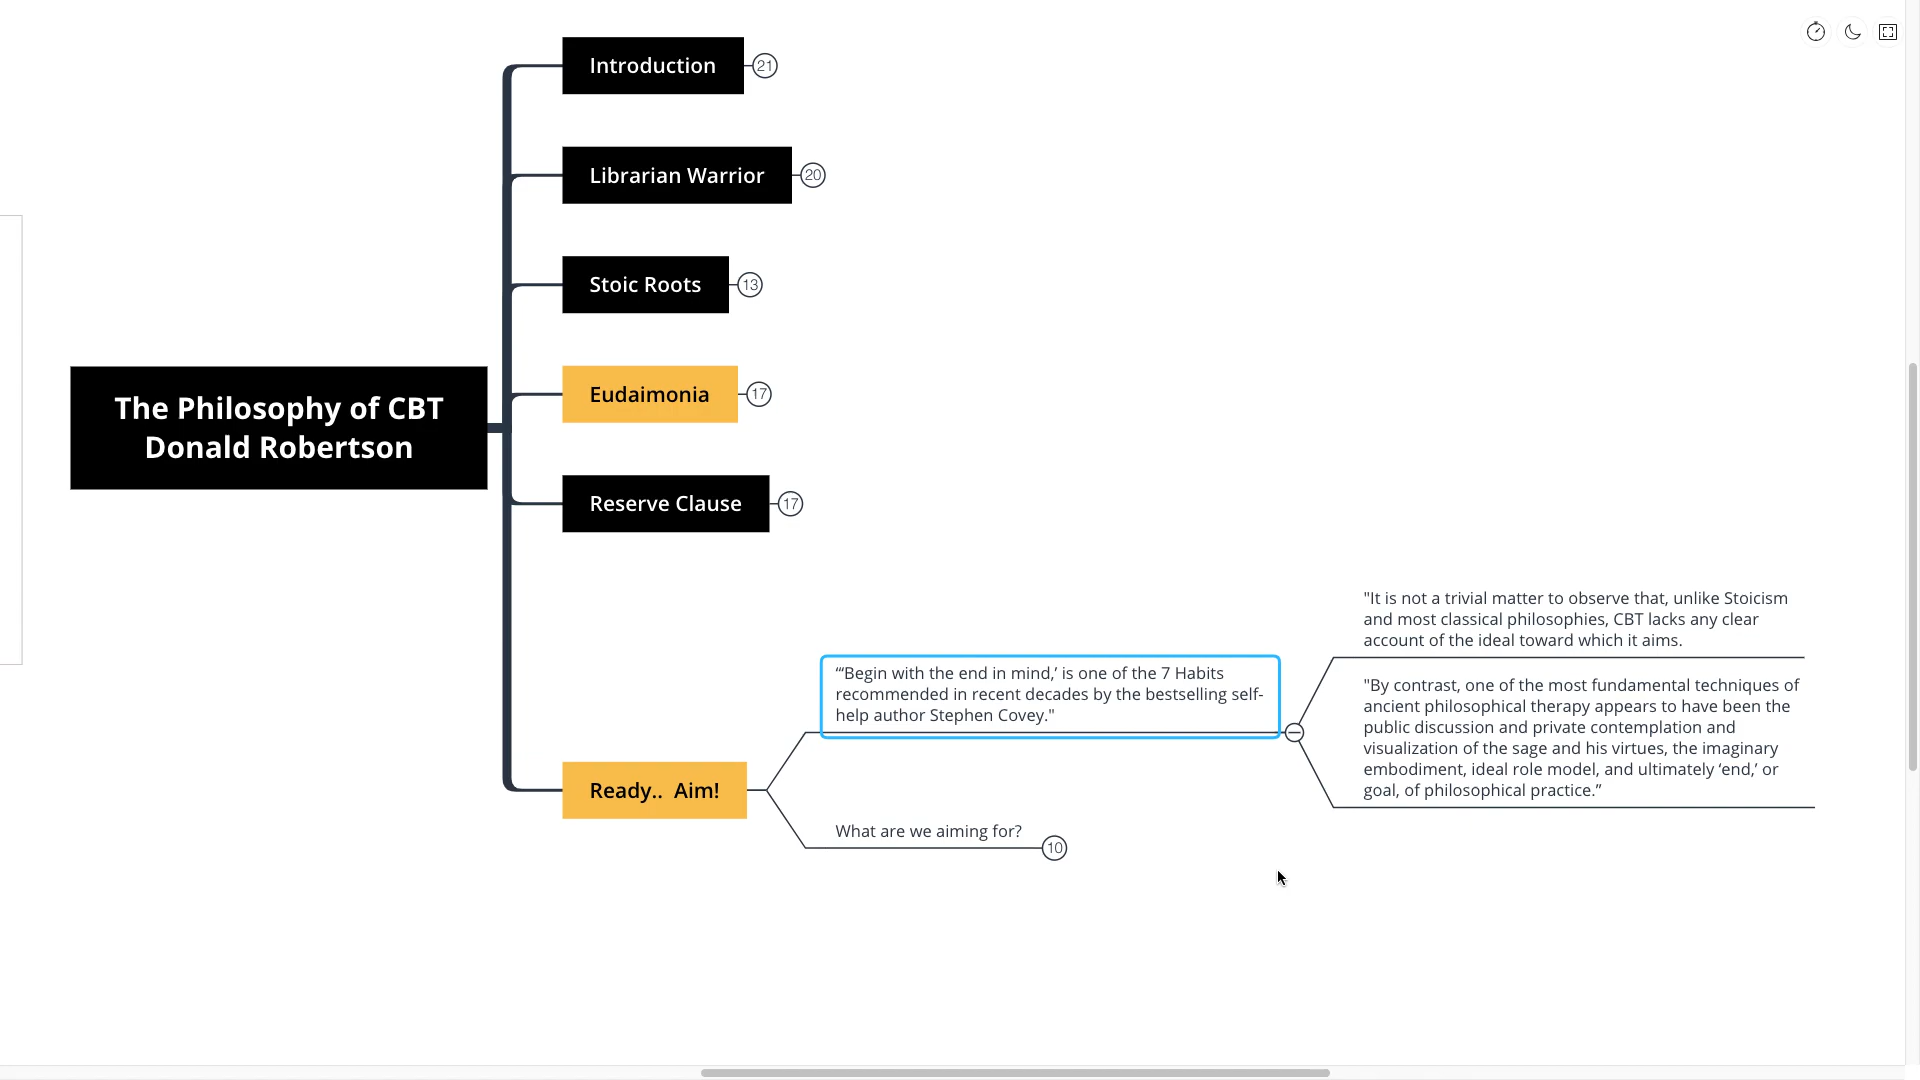 Introduction
21
Librarian Warrior
20
Stoic Roots
13
The Philosophy of CBT
Donald Robertson
Eudaimonia
17
Reserve Clause
17
Ready..  Aim!
“‘Begin with the end in mind,’ is one of the 7 Habits
recommended in recent decades by the bestselling self-
help author Stephen Covey."
"It is not a trivial matter to observe that, unlike Stoicism
and most classical philosophies, CBT lacks any clear
account of the ideal toward which it aims.
"By contrast, one of the most fundamental techniques of
ancient philosophical therapy appears to have been the
public discussion and private contemplation and
visualization of the sage and his virtues, the imaginary
embodiment, ideal role model, and ultimately ‘end,’ or
goal, of philosophical practice.”
What are we aiming for?
10